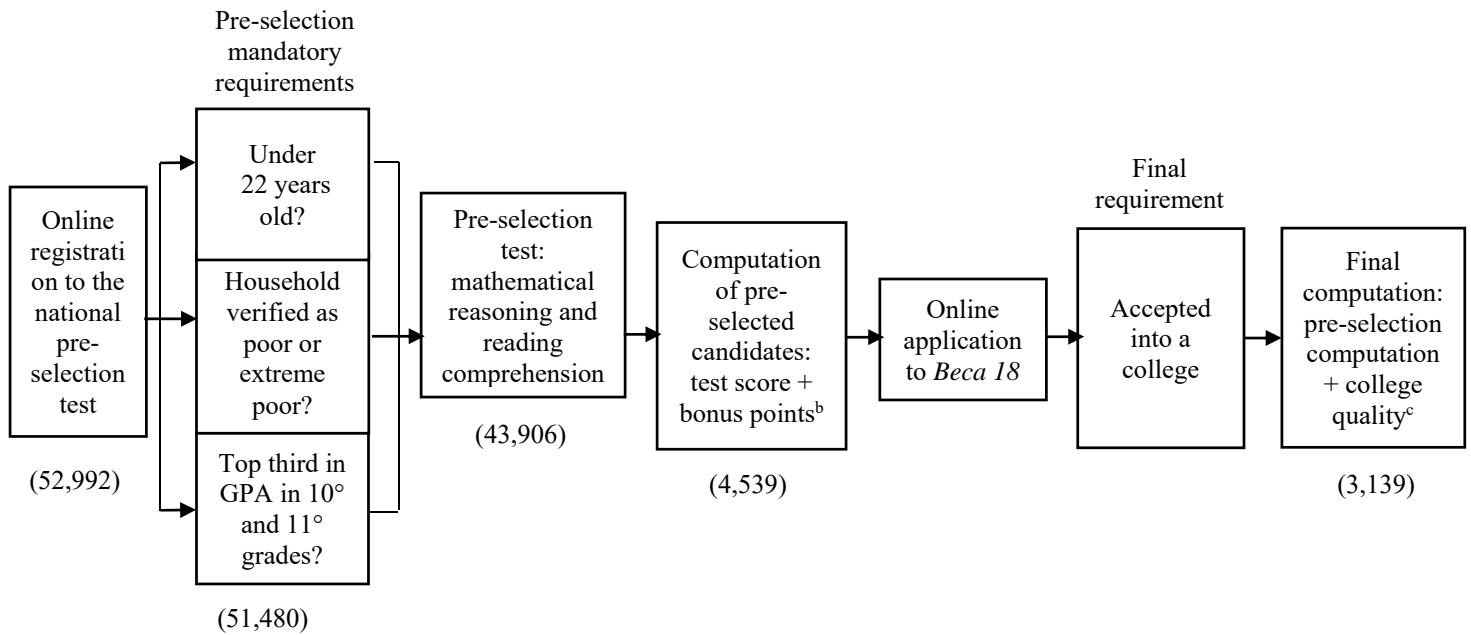 Pre-selection
mandatory
requirements
Online
registrati
on to the
national
pre-
selection
test
(52,992)
Under
22 years
old?
Household
verified as
poor or
extreme
poor?
Top third in
GPA in 10°
and 11°
grades?
(51,480)
Pre-selection
test:
mathematical
reasoning and
reading
comprehension
(43,906)
Computation
of pre-
selected
candidates:
test score +
bonus pointsᵇ
(4,539)
Online
application
to Beca 18
Final
requirement
Accepted
into a
college
Final
computation:
pre-selection
computation
+ college
qualityᶜ
(3,139)